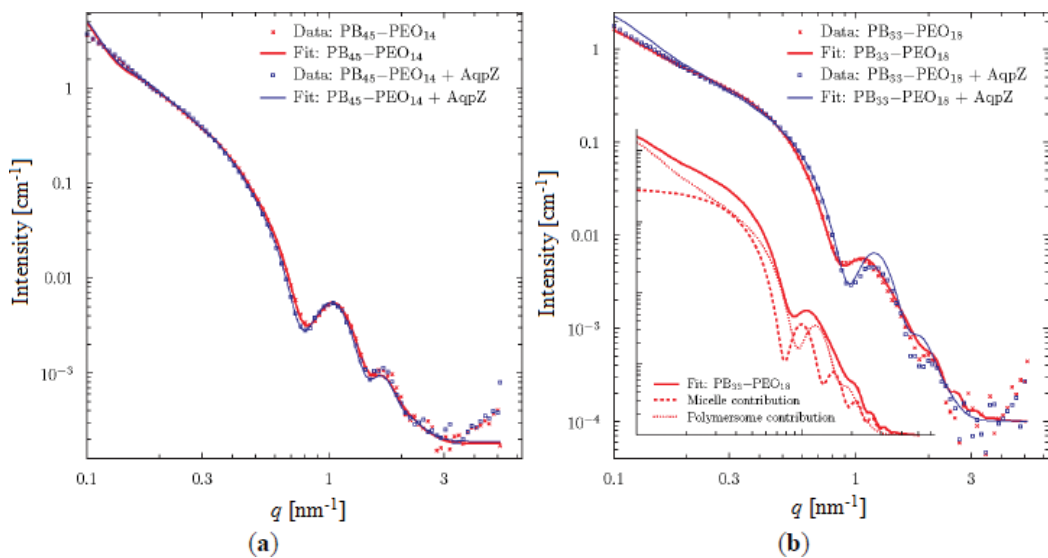 Data: PB45−PEO14
Fit: PB45−PEO14
Data: PB45−PEO14 + AqpZ
Fit: PB45−PEO14 + AqpZ
1
0.1
0.01
10−3
Intensity [cm-1]
0.1
0.3
1
3
q [nm-1]
(a)
Data: PB33−PEO18
Fit: PB33−PEO18
Data: PB33−PEO18 + AqpZ
Fit: PB33−PEO18 + AqpZ
1
0.1
0.01
10−3
10−4
Intensity [cm-1]
Fit: PB33−PEO18
Micelle contribution
Polymersome contribution
0.1
0.3
1
3
q [nm-1]
(b)